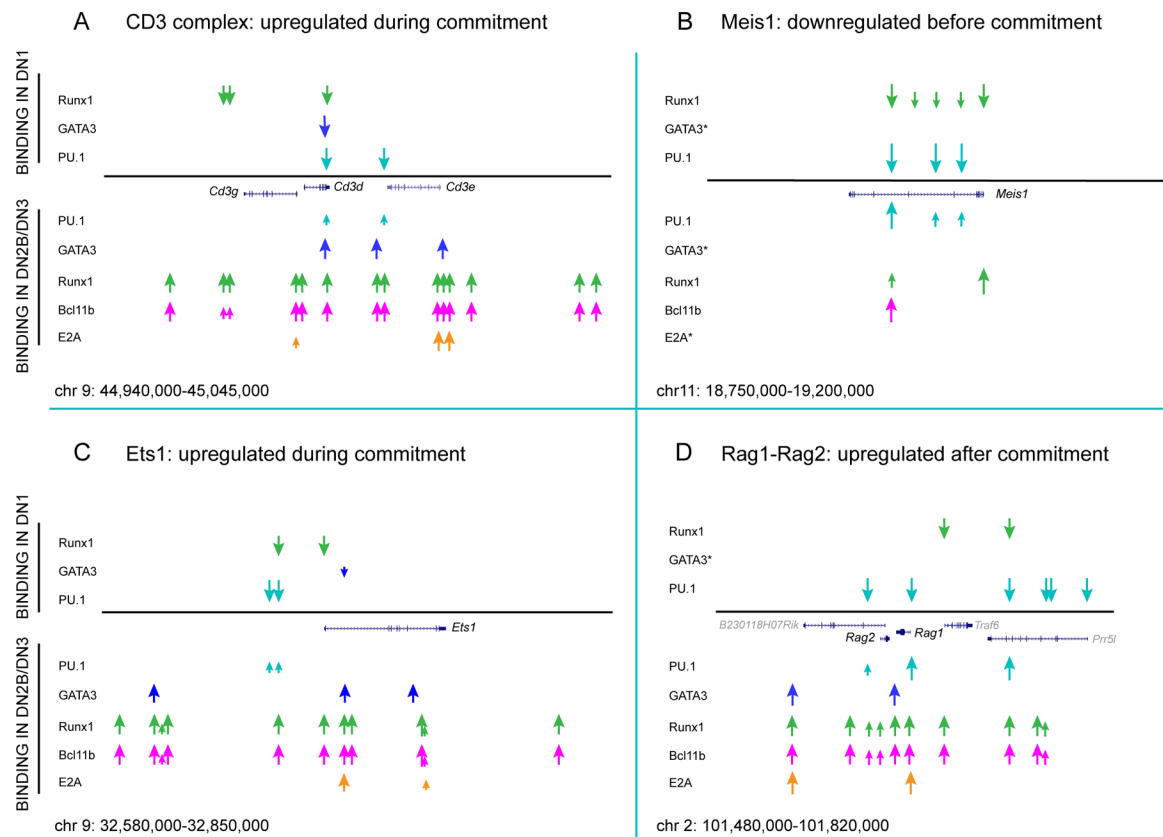 A CD3 complex: upregulated during commitment
BINDING IN DN1
Runx1
GATA3
PU.1
Cd3g
Cd3d
Cd3e
BINDING IN DN2B/DN3
PU.1
GATA3
Runx1
Bcl11b
E2A
chr 9: 44,940,000-45,045,000
B Meis1: downregulated before commitment
Runx1
GATA3*
PU.1
Meis1
PU.1
GATA3*
Runx1
Bcl11b
E2A*
chr11: 18,750,000-19,200,000
C Ets1: upregulated during commitment
BINDING IN DN1
Runx1
GATA3
PU.1
Ets1
BINDING IN DN2B/DN3
PU.1
GATA3
Runx1
Bcl11b
E2A
chr 9: 32,580,000-32,850,000
D Rag1-Rag2: upregulated after commitment
Runx1
GATA3*
PU.1
B230118H07Rik
Rag2
Rag1
Traf6
Prr5l
PU.1
GATA3
Runx1
Bcl11b
E2A
chr 2: 101,480,000-101,820,000